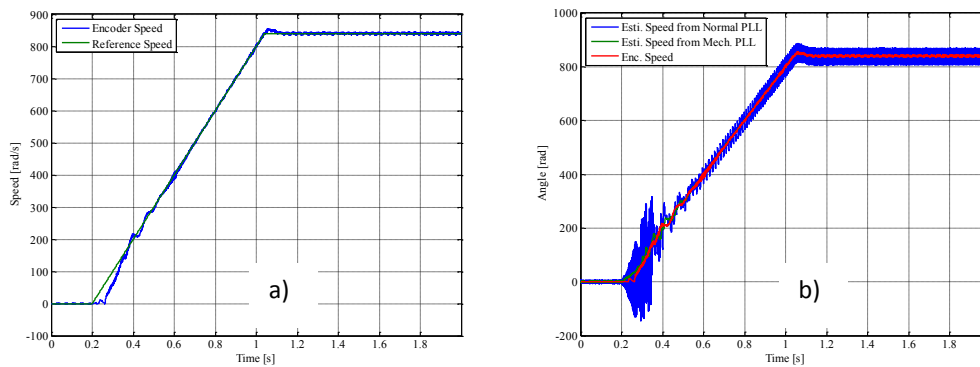 900
800
700
600
500
400
300
200
100
0
-100
Speed [rad/s]
Encoder Speed
Reference Speed
a)
0 0.2 0.4 0.6 0.8 1 1.2 1.4 1.6 1.8
Time [s]
1000
800
600
400
200
0
-200
Angle [rad]
Esti. Speed from Normal PLL
Esti. Speed from Mech. PLL
Enc. Speed
b)
0 0.2 0.4 0.6 0.8 1 1.2 1.4 1.6 1.8
Time [s]